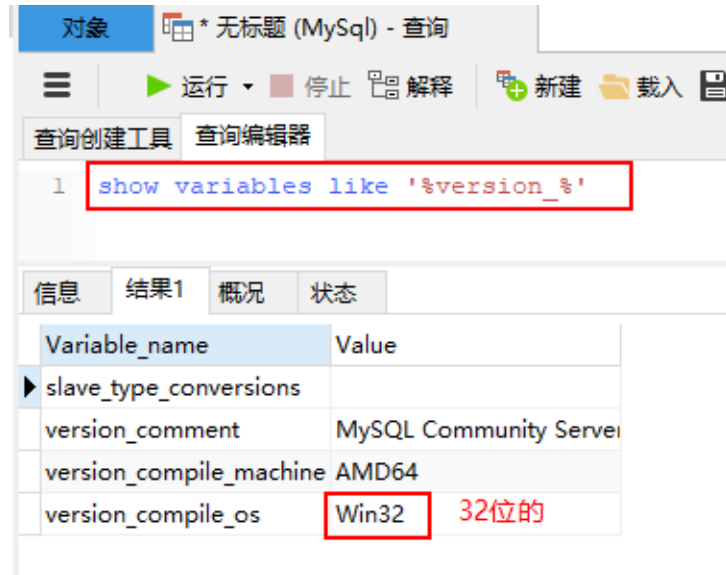 对象 * 无标题 (MySql) - 查询
运行 停止 解释 新建 载入
查询创建工具 查询编辑器
1 show variables like '%version_%'
信息 结果1 概况 状态
Variable_name Value
slave_type_conversions
version_comment MySQL Community Server
version_compile_machine AMD64
version_compile_os Win32 32位的